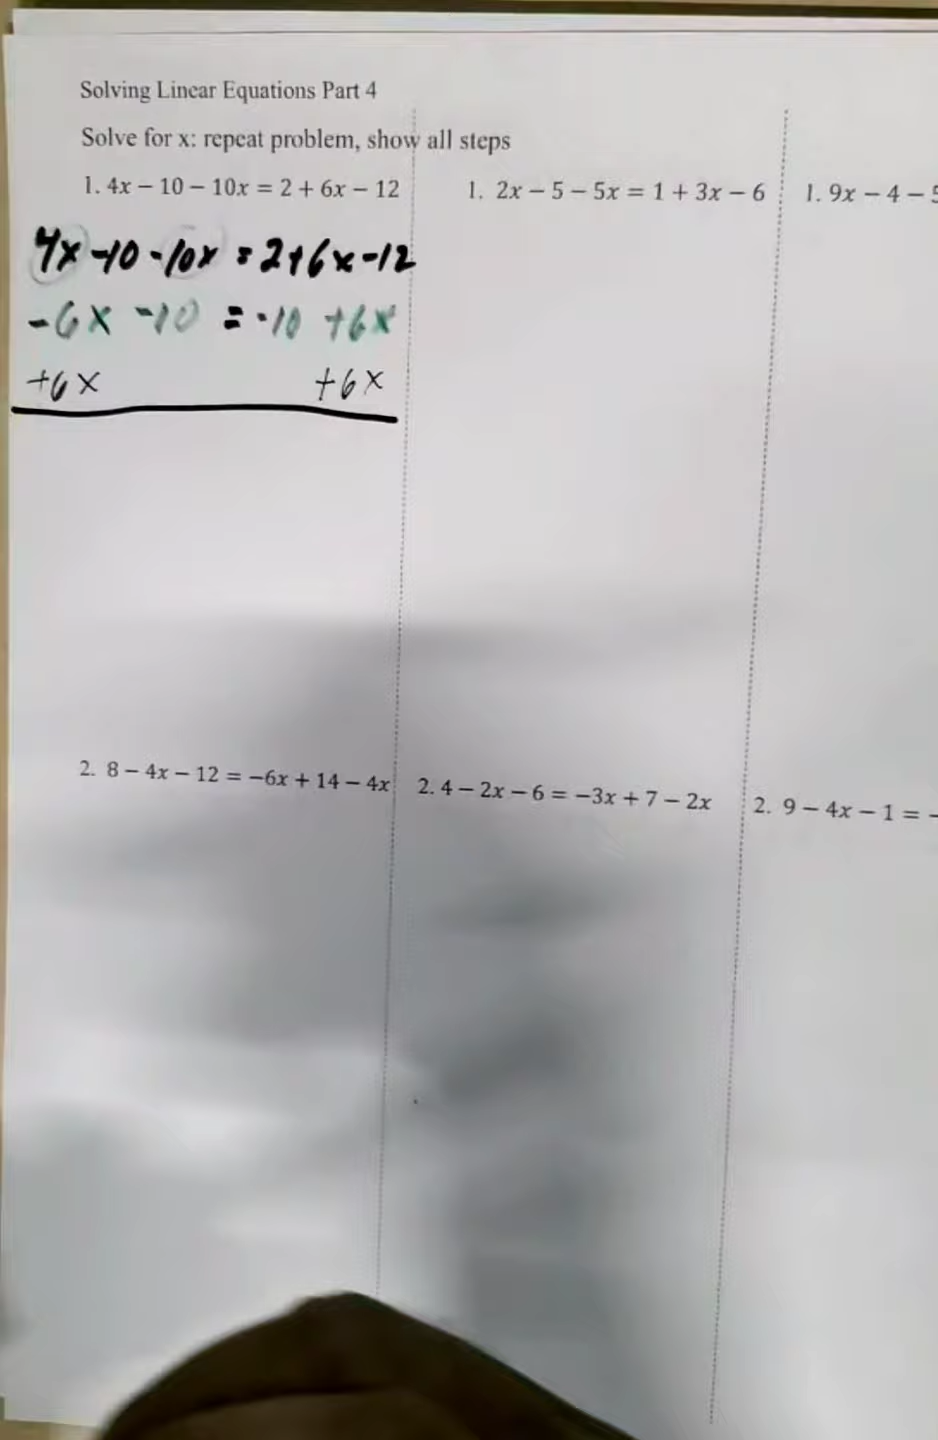 Solving Linear Equations Part 4
Solve for x: repeat problem, show all steps
1. 4x – 10 – 10x = 2 + 6x – 12
4x -10 -10x = 2+6x-12
-6x -10 = -10 +6x
+6x +6x
1. 2x – 5 – 5x = 1 + 3x – 6
1. 9x – 4 –
2. 8 – 4x – 12 = –6x + 14 – 4x
2. 4 – 2x – 6 = –3x + 7 – 2x
2. 9 – 4x – 1 = –